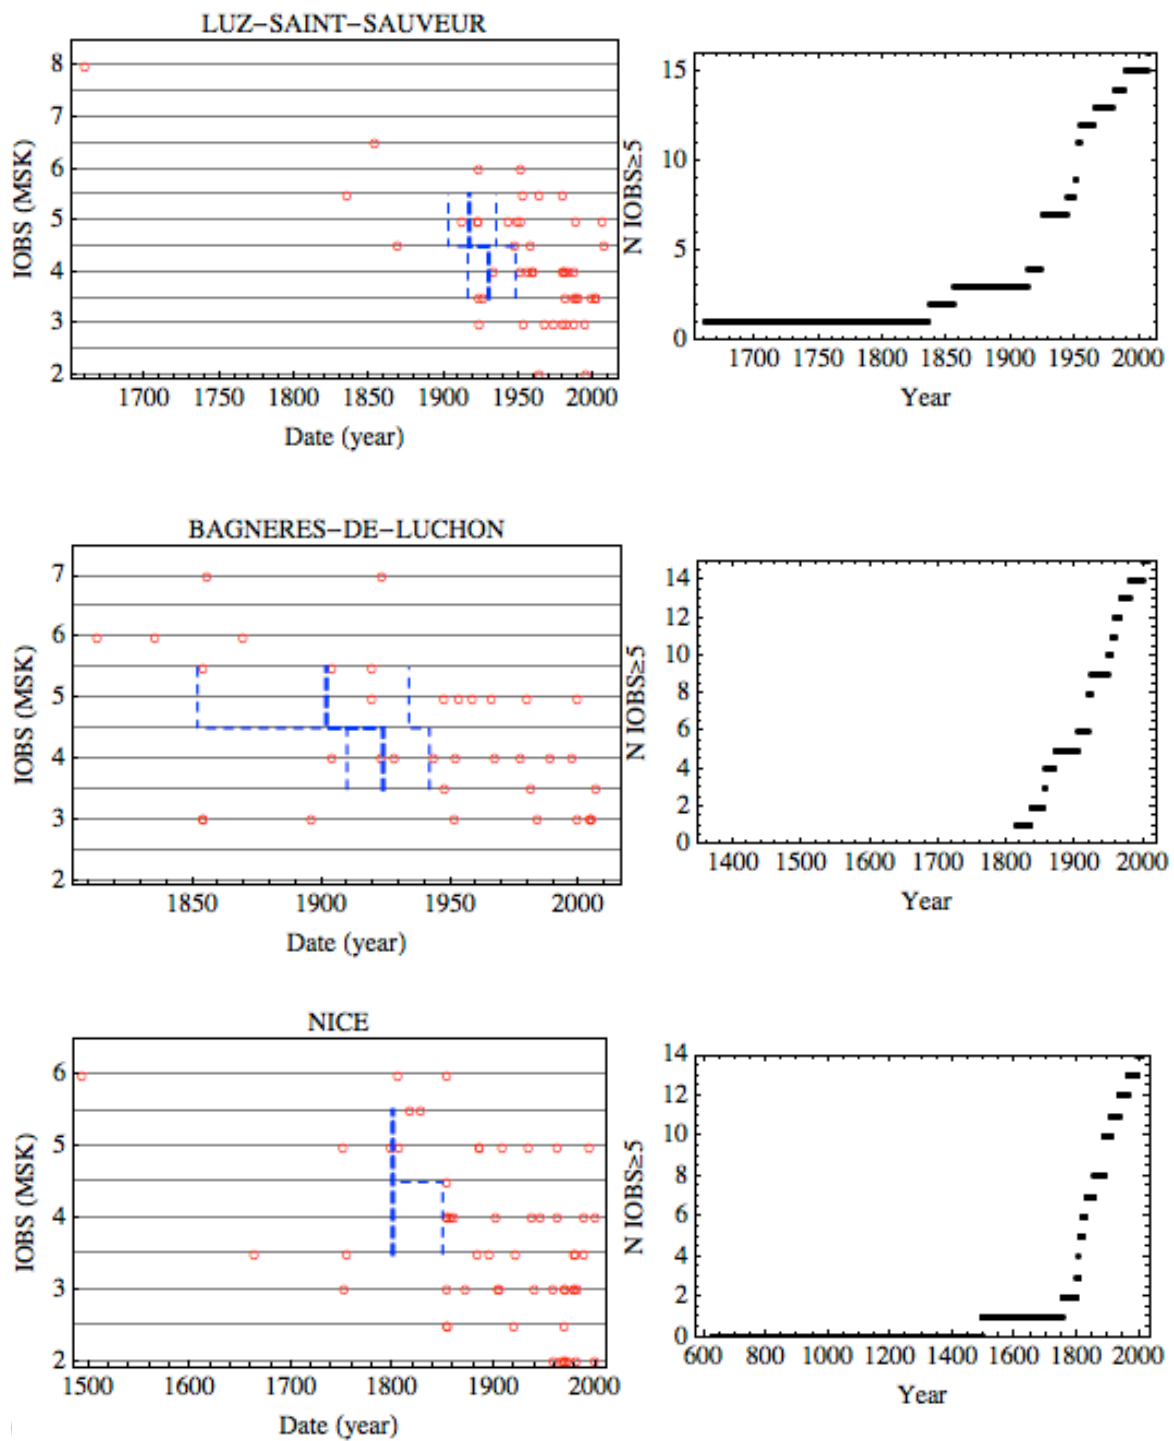 LUZ−SAINT−SAUVEUR
IOBS (MSK)
8
7
6
5
4
3
2
1700 1750 1800 1850 1900 1950 2000
Date (year)
N IOBS≥5
15
10
5
0
1700 1750 1800 1850 1900 1950 2000
Year
BAGNERES−DE−LUCHON
IOBS (MSK)
7
6
5
4
3
2
1850 1900 1950 2000
Date (year)
N IOBS≥5
14
12
10
8
6
4
2
0
1400 1500 1600 1700 1800 1900 2000
Year
NICE
IOBS (MSK)
6
5
4
3
2
1500 1600 1700 1800 1900 2000
Date (year)
N IOBS≥5
14
12
10
8
6
4
2
0
600 800 1000 1200 1400 1600 1800 2000
Year